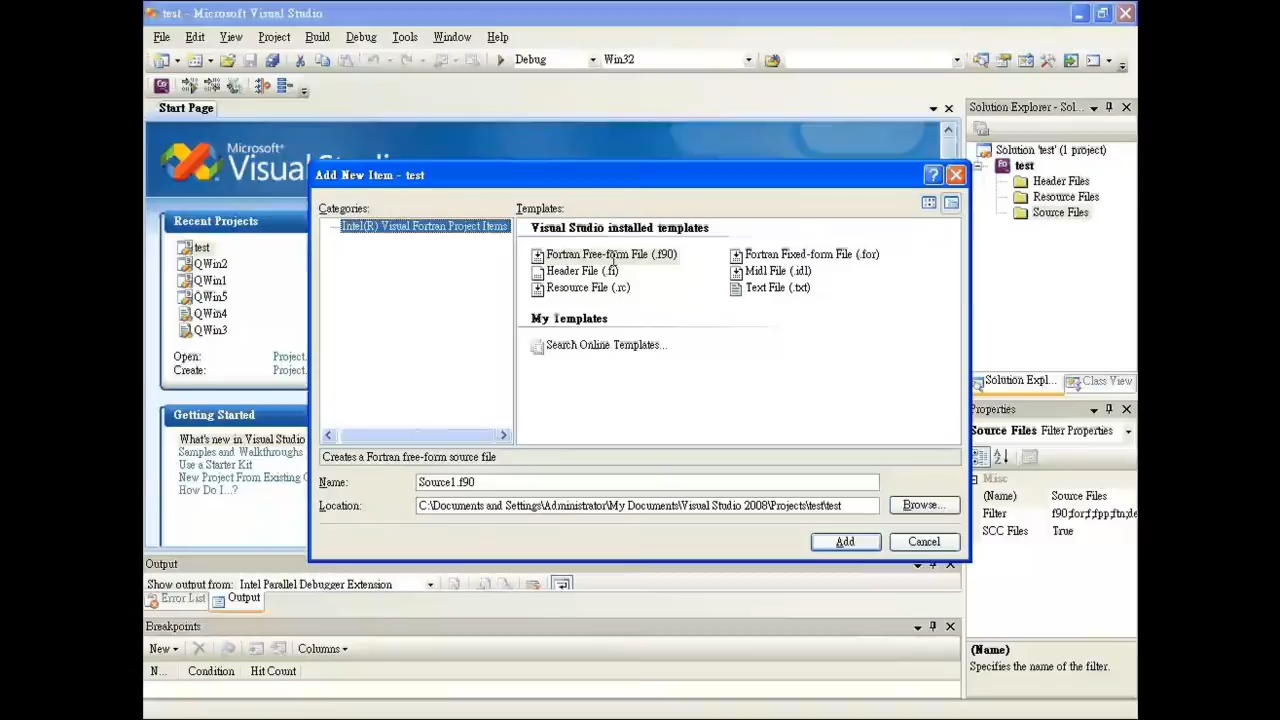 test - Microsoft Visual Studio
File Edit View Project Build Debug Tools Window Help
Debug Win32
Start Page
Solution Explorer - Sol...
Microsoft®
Visual Studio
Solution 'test' (1 project)
test
Header Files
Resource Files
Source Files
Add New Item - test
Categories:
Templates:
Intel(R) Visual Fortran Project Items
Visual Studio installed templates
Fortran Free-form File (.f90)
Fortran Fixed-form File (.for)
Header File (.fi)
Midl File (.idl)
Resource File (.rc)
Text File (.txt)
My Templates
Search Online Templates...
Creates a Fortran free-form source file
Name: Source1.f90
Location: C:\Documents and Settings\Administrator\My Documents\Visual Studio 2008\Projects\test\test
Browse...
Add Cancel
Recent Projects
test
QWin2
QWin1
QWin5
QWin4
QWin3
Open: Project.
Create: Project.
Getting Started
What's new in Visual Studio
Samples and Walkthroughs
Use a Starter Kit
New Project From Existing
How Do I...?
Solution Expl... Class View
Properties
Source Files Filter Properties
Misc
(Name) Source Files
Filter f90;for;f;fpp;ftn;de
SCC Files True
(Name)
Specifies the name of the filter.
Output
Show output from: Intel Parallel Debugger Extension
Error List Output
Breakpoints
New Columns
N... Condition Hit Count